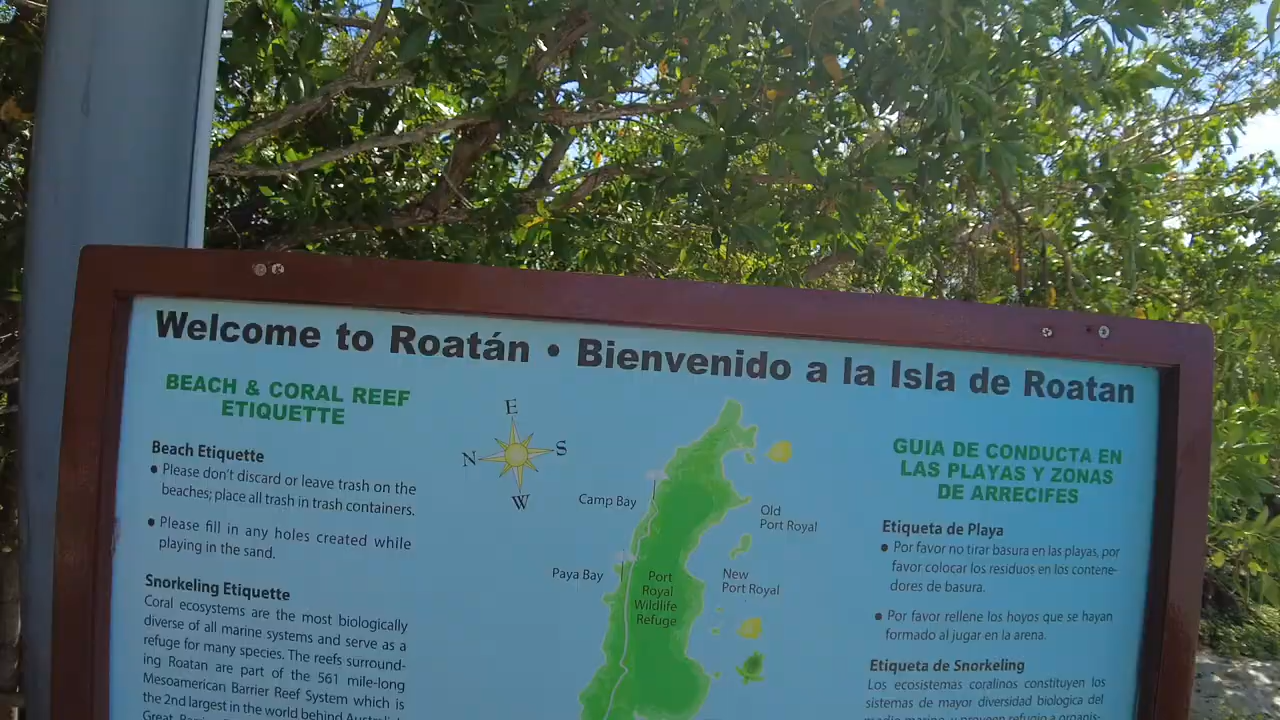 Welcome to Roatán • Bienvenido a la Isla de Roatan
BEACH & CORAL REEF
ETIQUETTE
Beach Etiquette
• Please don't discard or leave trash on the
beaches; place all trash in trash containers.
• Please fill in any holes created while
playing in the sand.
Snorkeling Etiquette
Coral ecosystems are the most biologically
diverse of all marine systems and serve as a
refuge for many species. The reefs surround-
ing Roatan are part of the 561 mile-long
Mesoamerican Barrier Reef System which is
the 2nd largest in the world behind
E
N
S
W
Camp Bay
Old
Port Royal
Paya Bay
Port
Royal
Wildlife
Refuge
New
Port Royal
GUIA DE CONDUCTA EN
LAS PLAYAS Y ZONAS
DE ARRECIFES
Etiqueta de Playa
• Por favor no tirar basura en las playas, por
favor colocar los residuos en los contene-
dores de basura.
• Por favor rellene los hoyos que se hayan
formado al jugar en la arena.
Etiqueta de Snorkeling
Los ecosistemas coralinos constituyen los
sistemas de mayor diversidad biologica del